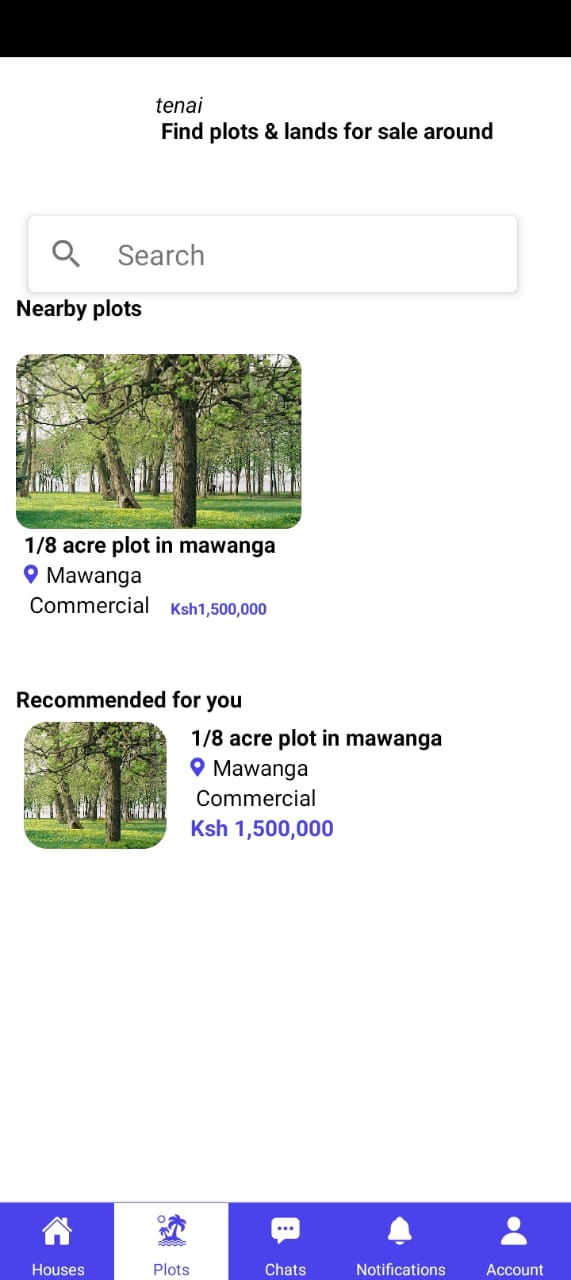 tenai
Find plots & lands for sale around
Search
Nearby plots
1/8 acre plot in mawanga
Mawanga
Commercial Ksh1,500,000
Recommended for you
1/8 acre plot in mawanga
Mawanga
Commercial
Ksh 1,500,000
Houses Plots Chats Notifications Account